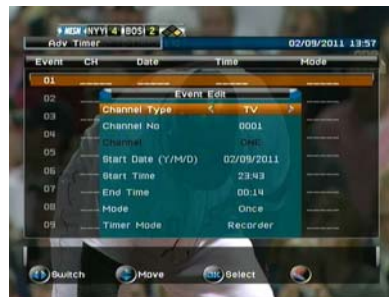 NESN NYY 4 BOS 2
Adv Timer 02/09/2011 13:57
Event CH Date Time Mode
01
02 Event Edit
Channel Type TV
03 Channel No 0001
04 Channel ONE
05 Start Date (Y/M/D) 02/09/2011
06 Start Time 23:43
07 End Time 00:14
08 Mode Once
09 Timer Mode Recorder
Switch Move OK Select